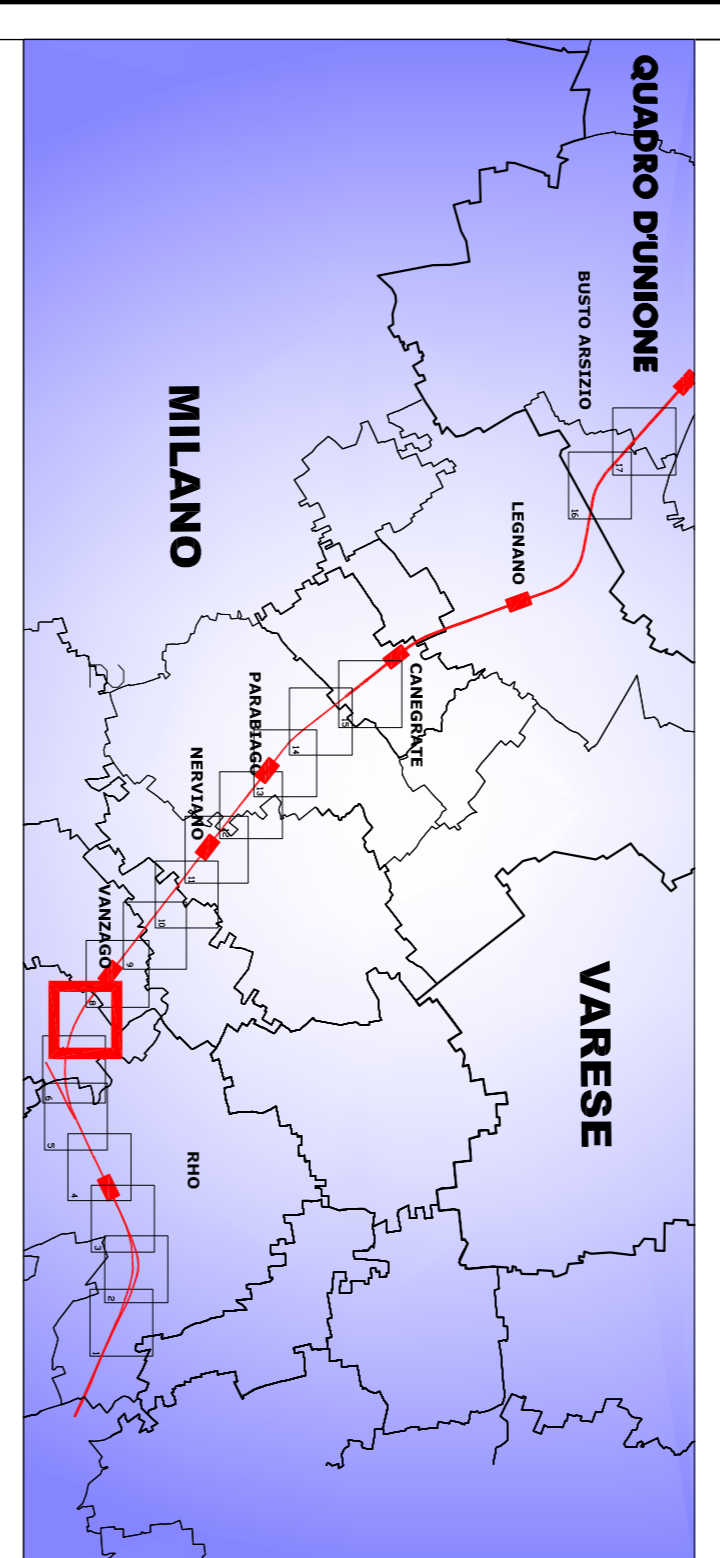 QUADRO D'UNIONE
BUSTO ARSIZIO
MILANO
LEGNANO
CANEGRATE
PARABIAGO
NERVIANO
VANZAGO
VARESE
RHO
17
16
15
14
13
12
11
10
9
8
6
5
4
3
2
1